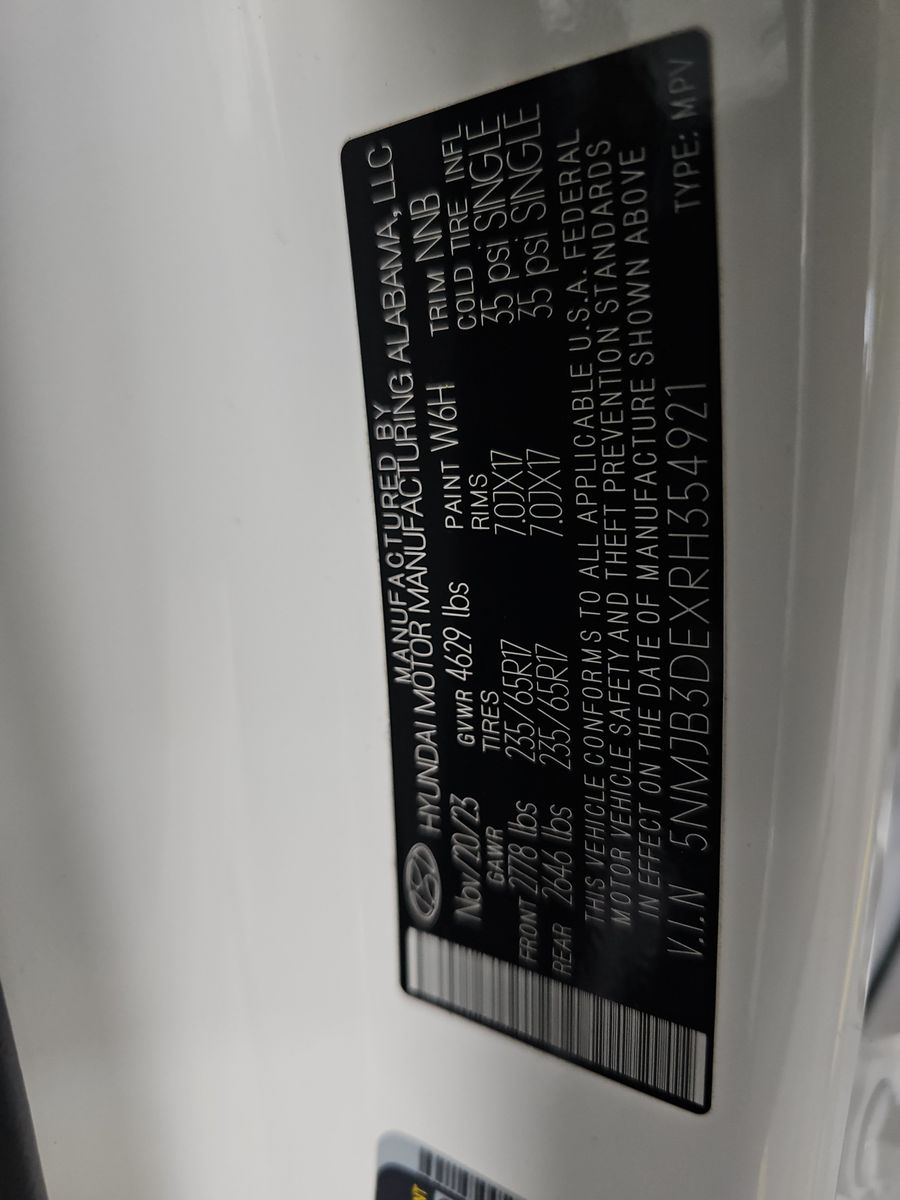 MANUFACTURED BY
HYUNDAI MOTOR MANUFACTURING ALABAMA, LLC
Nov/20/23 GVWR 4629 lbs PAINT W6H TRIM NNB
GAWR TIRES RIMS COLD TIRE INFL
FRONT 2778 lbs 235/65R17 7.0JX17 35 psi SINGLE
REAR 2646 lbs 235/65R17 7.0JX17 35 psi SINGLE
THIS VEHICLE CONFORMS TO ALL APPLICABLE U.S.A. FEDERAL
MOTOR VEHICLE SAFETY AND THEFT PREVENTION STANDARDS
IN EFFECT ON THE DATE OF MANUFACTURE SHOWN ABOVE
V.I.N 5NMJB3DEXRH354921 TYPE: MPV